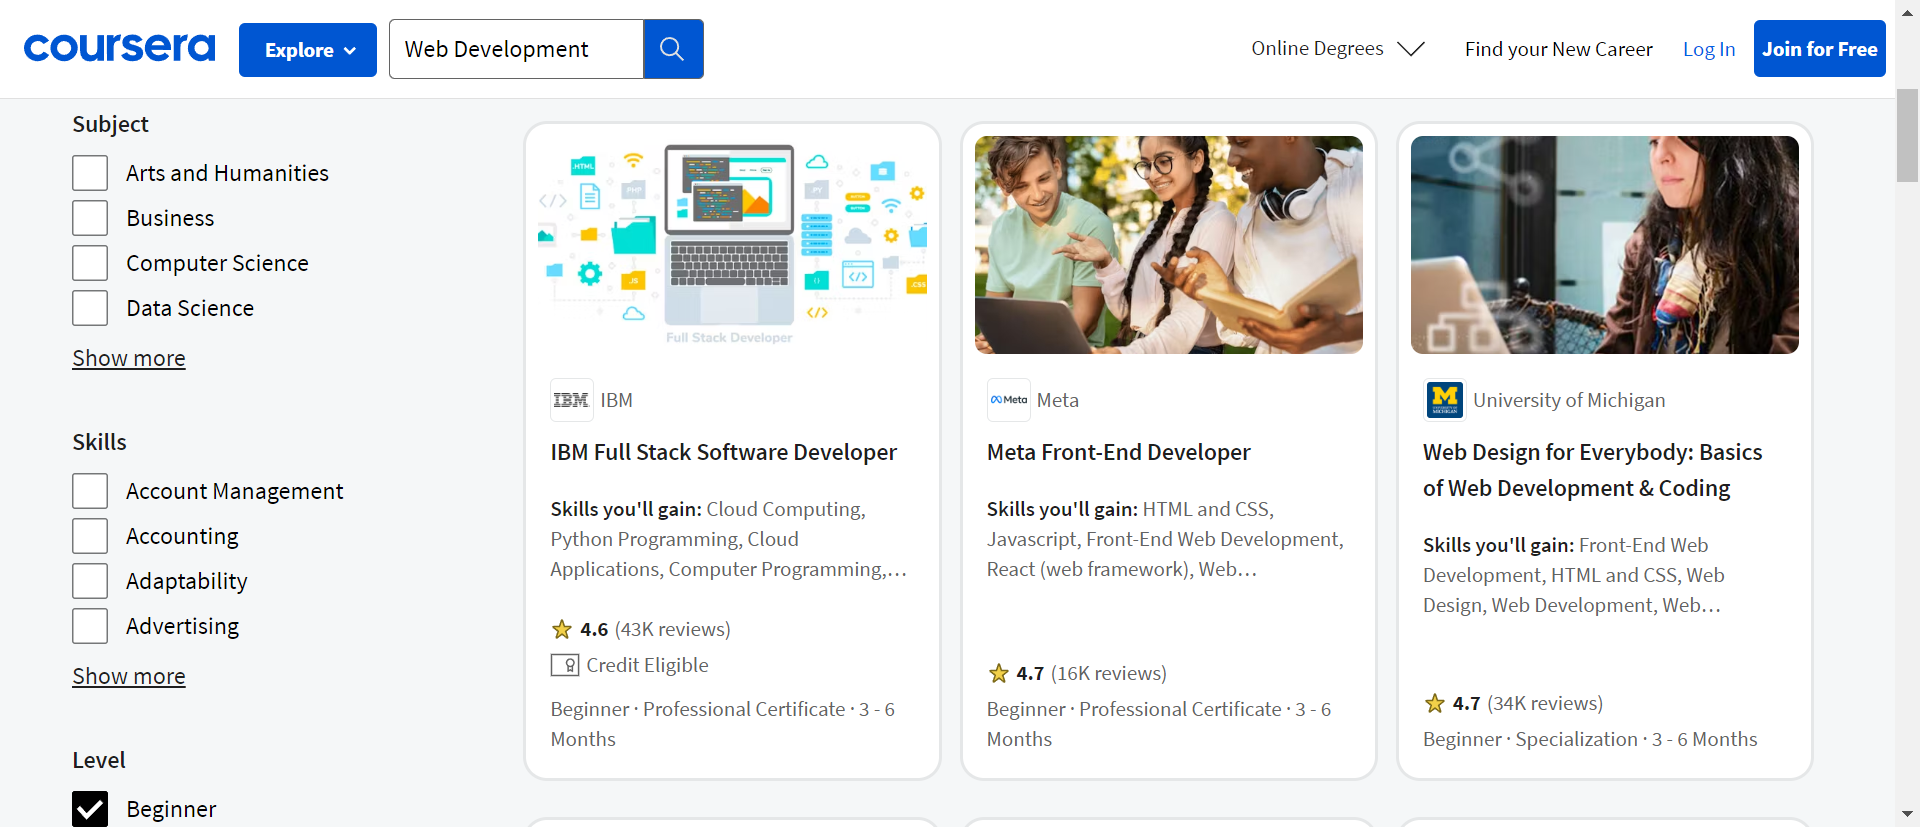 coursera
Explore
Web Development
Online Degrees
Find your New Career
Log In
Join for Free
Subject
Arts and Humanities
Business
Computer Science
Data Science
Show more
Skills
Account Management
Accounting
Adaptability
Advertising
Show more
Level
Beginner
.HTML
PHP
.PY
</>
JS
{}
</>
.CSS
</>
Full Stack Developer
IBM
IBM
IBM Full Stack Software Developer
Skills you'll gain: Cloud Computing,
Python Programming, Cloud
Applications, Computer Programming,...
4.6 (43K reviews)
Credit Eligible
Beginner · Professional Certificate · 3 - 6
Months
Meta
Meta
Meta Front-End Developer
Skills you'll gain: HTML and CSS,
Javascript, Front-End Web Development,
React (web framework), Web...
4.7 (16K reviews)
Beginner · Professional Certificate · 3 - 6
Months
M
UNIVERSITY OF
MICHIGAN
University of Michigan
Web Design for Everybody: Basics
of Web Development & Coding
Skills you'll gain: Front-End Web
Development, HTML and CSS, Web
Design, Web Development, Web...
4.7 (34K reviews)
Beginner · Specialization · 3 - 6 Months